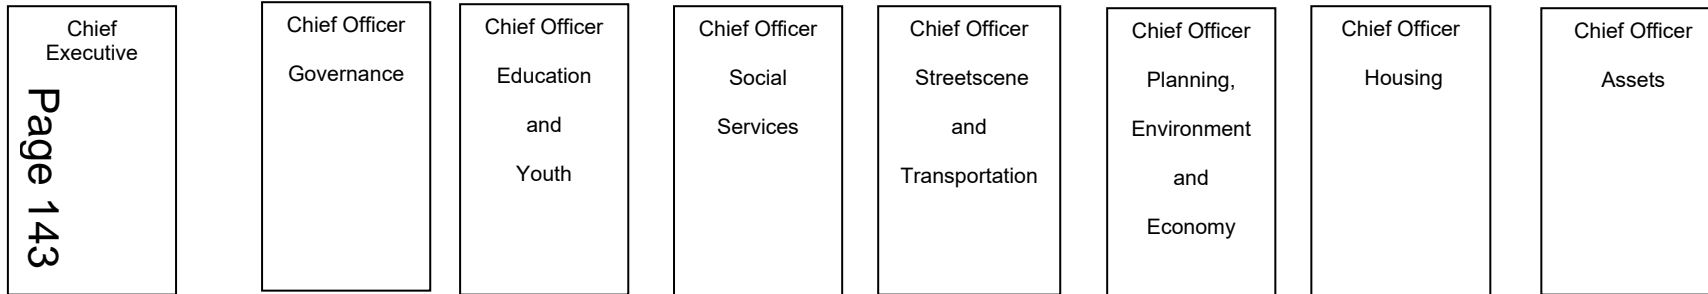 Chief
Executive
Page 143
Chief Officer
Governance
Chief Officer
Education
and
Youth
Chief Officer
Social
Services
Chief Officer
Streetscene
and
Transportation
Chief Officer
Planning,
Environment
and
Economy
Chief Officer
Housing
Chief Officer
Assets